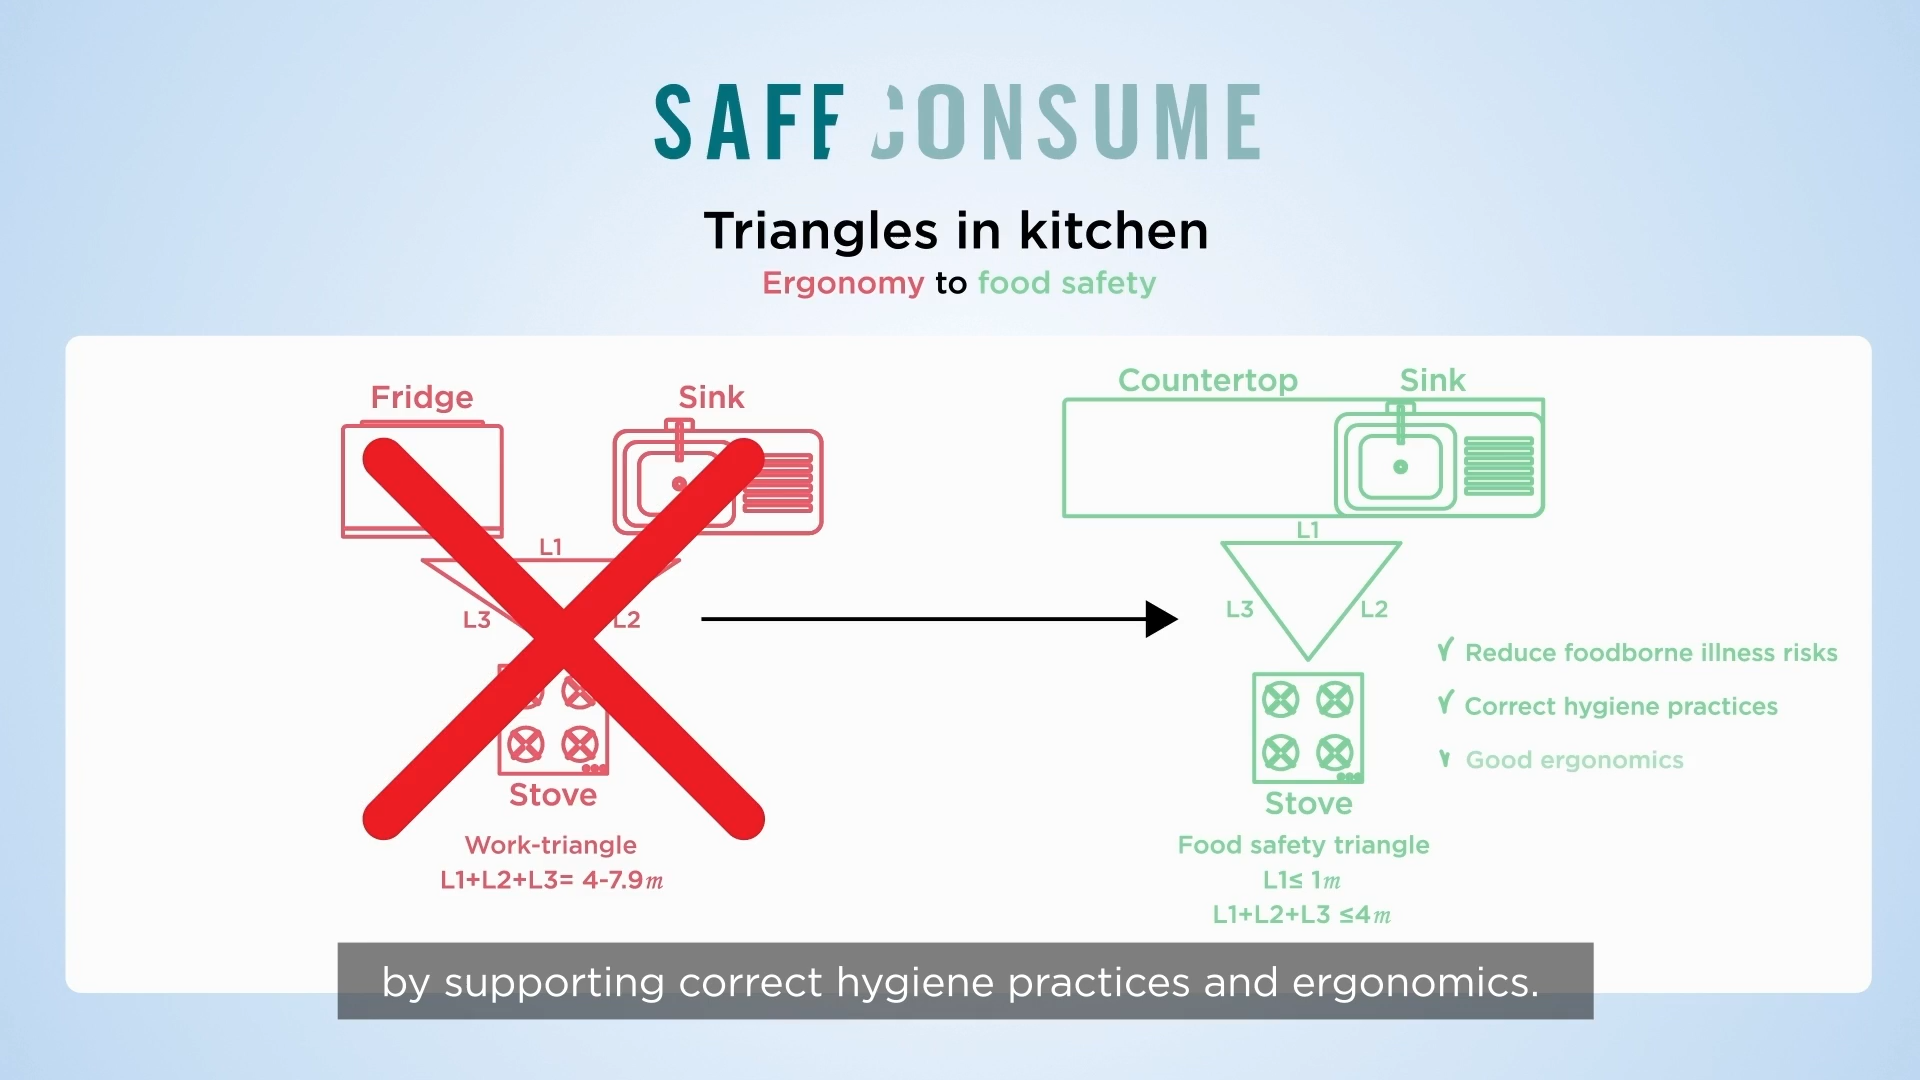 SAFE CONSUME
Triangles in kitchen
Ergonomy to food safety
Fridge
Sink
L1
L3
L2
Stove
Work-triangle
L1+L2+L3= 4-7.9m
Countertop
Sink
L1
L3
L2
Stove
Food safety triangle
L1≤ 1m
L1+L2+L3 ≤4m
Reduce foodborne illness risks
Correct hygiene practices
Good ergonomics
by supporting correct hygiene practices and ergonomics.